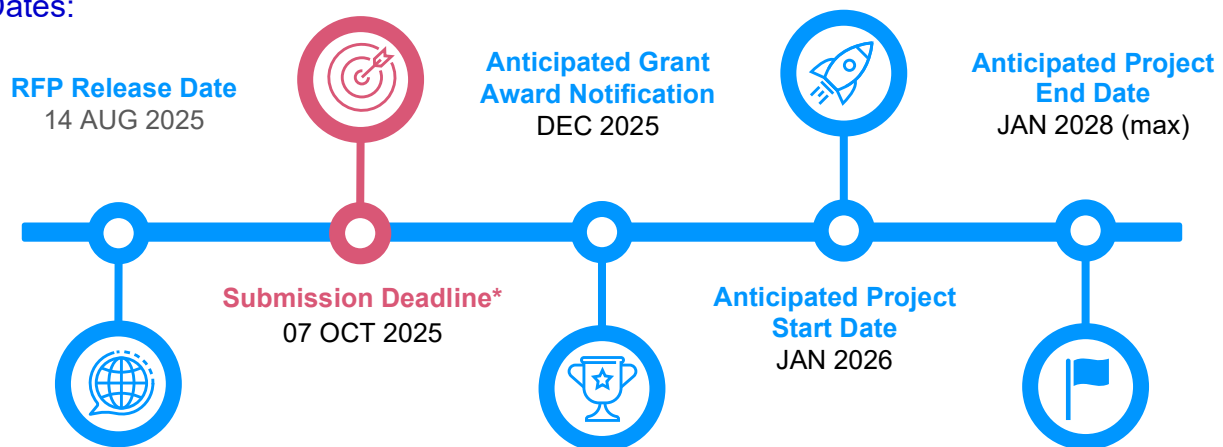 Dates:
RFP Release Date
14 AUG 2025
Submission Deadline*
07 OCT 2025
Anticipated Grant
Award Notification
DEC 2025
Anticipated Project
Start Date
JAN 2026
Anticipated Project
End Date
JAN 2028 (max)